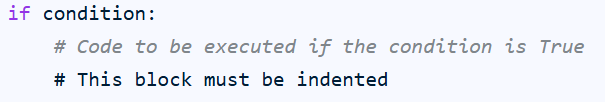 if condition:
    # Code to be executed if the condition is True
    # This block must be indented